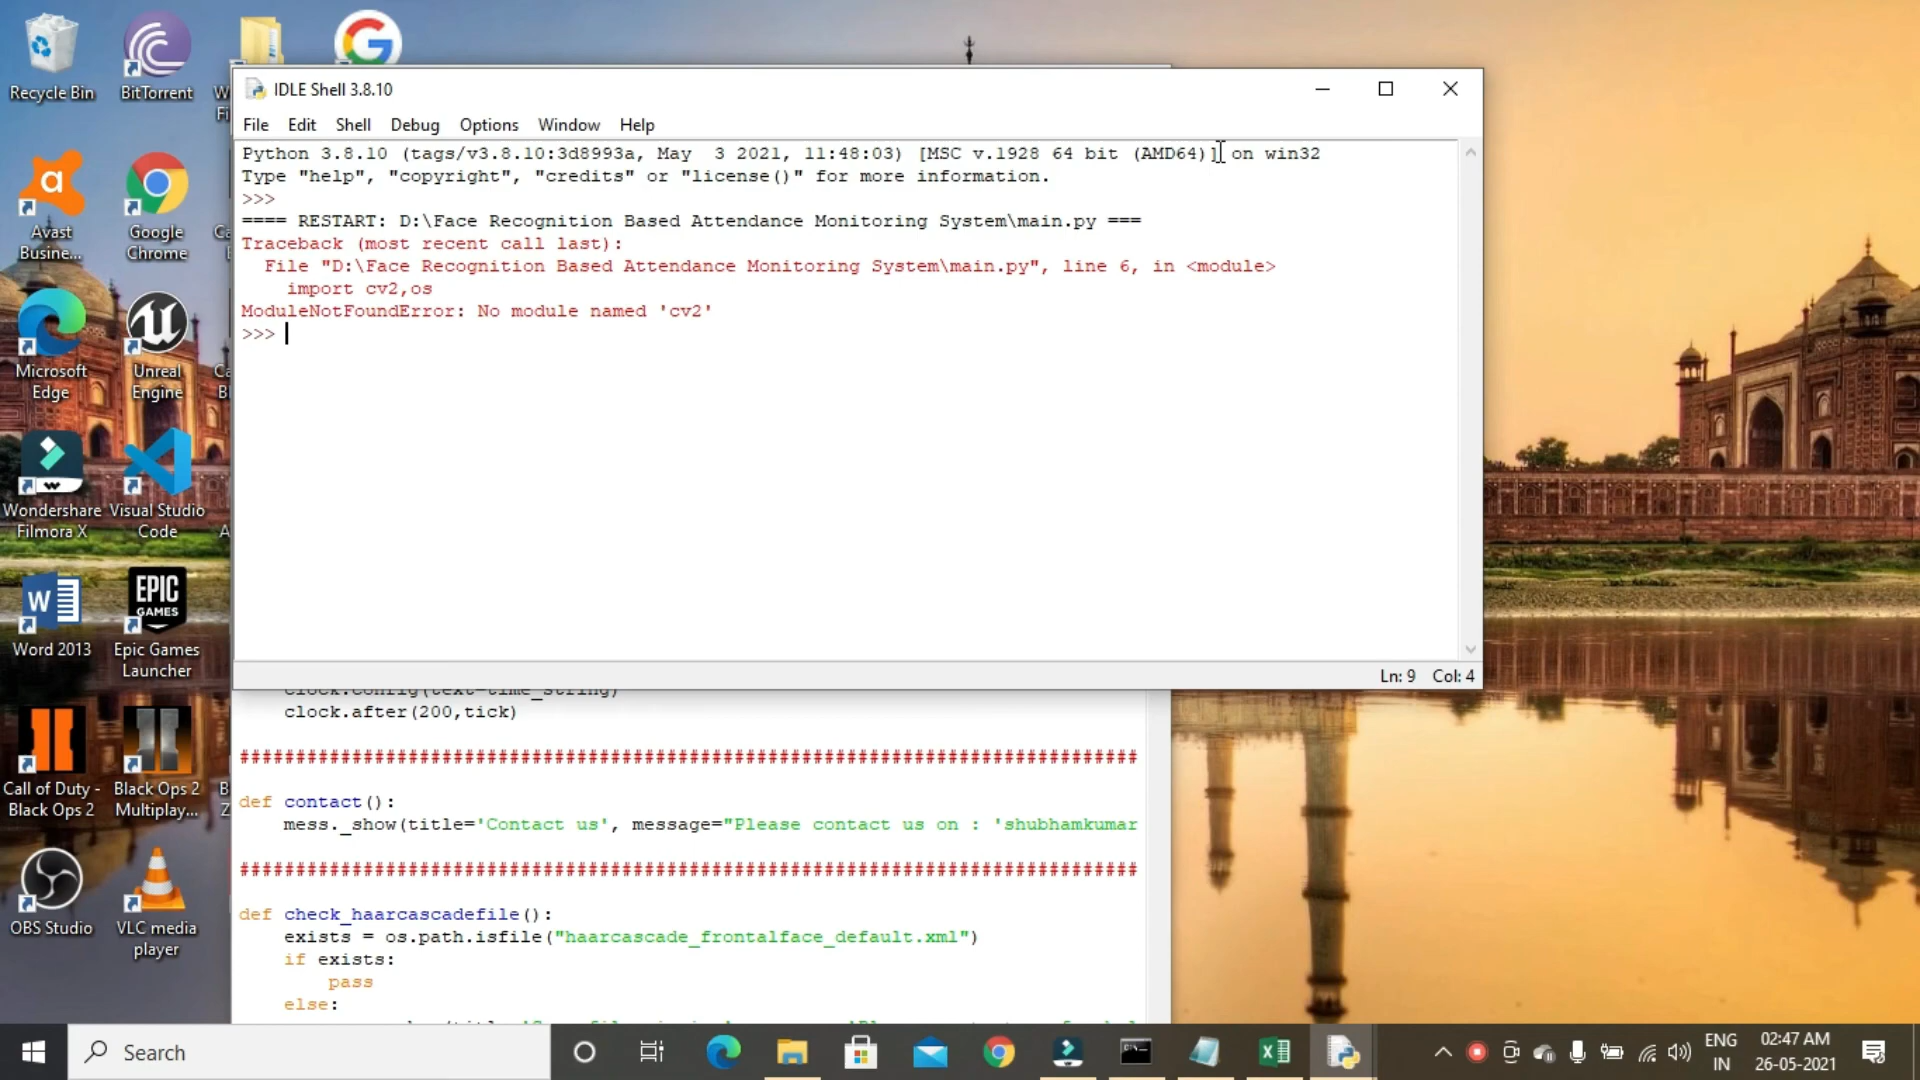 Recycle Bin
BitTorrent
IDLE Shell 3.8.10
File Edit Shell Debug Options Window Help
Python 3.8.10 (tags/v3.8.10:3d8993a, May  3 2021, 11:48:03) [MSC v.1928 64 bit (AMD64)] on win32
Type "help", "copyright", "credits" or "license()" for more information.
>>>
==== RESTART: D:\Face Recognition Based Attendance Monitoring System\main.py ===
Traceback (most recent call last):
  File "D:\Face Recognition Based Attendance Monitoring System\main.py", line 6, in <module>
    import cv2,os
ModuleNotFoundError: No module named 'cv2'
>>>
Ln: 9 Col: 4
Avast
Busine...
Google
Chrome
Microsoft
Edge
Unreal
Engine
Wondershare
Filmora X
Visual Studio
Code
Word 2013
EPIC
GAMES
Epic Games
Launcher
Call of Duty -
Black Ops 2
Black Ops 2
Multiplay...
OBS Studio
VLC media
player
clock.config(text=time_string)
clock.after(200,tick)
################################################################################
def contact():
    mess._show(title='Contact us', message="Please contact us on : 'shubhamkumar
################################################################################
def check_haarcascadefile():
    exists = os.path.isfile("haarcascade_frontalface_default.xml")
    if exists:
        pass
    else:
Search
ENG
IN
02:47 AM
26-05-2021